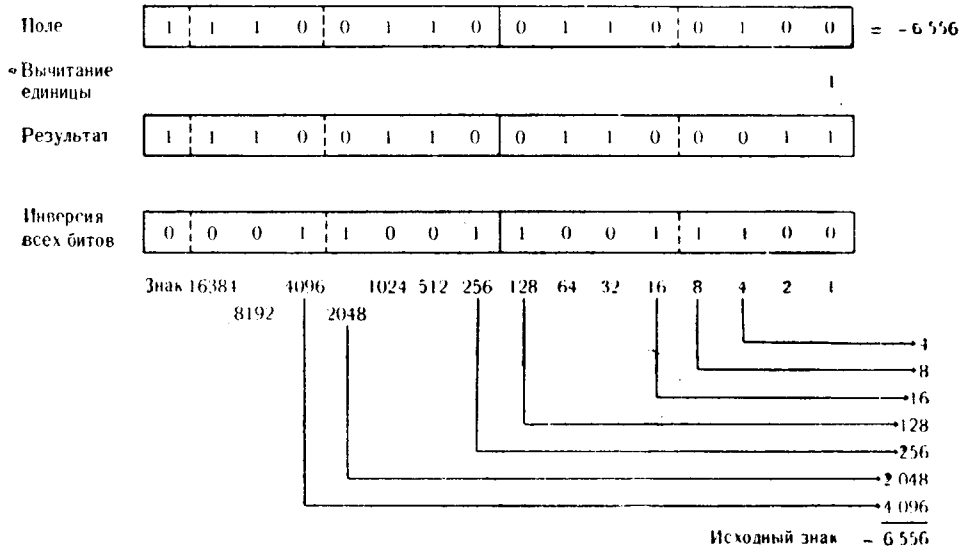 Поле 1 1 1 0 0 1 1 0 0 1 1 0 0 1 0 0 = - 6 556
Вычитание
единицы 1
Результат 1 1 1 0 0 1 1 0 0 1 1 0 0 0 1 1
Инверсия
всех битов 0 0 0 1 1 0 0 1 1 0 0 1 1 1 0 0
Знак 16384 4096 1024 512 256 128 64 32 16 8 4 2 1
8192 2048
4
8
16
128
256
2 048
4 096
Исходный знак - 6 556